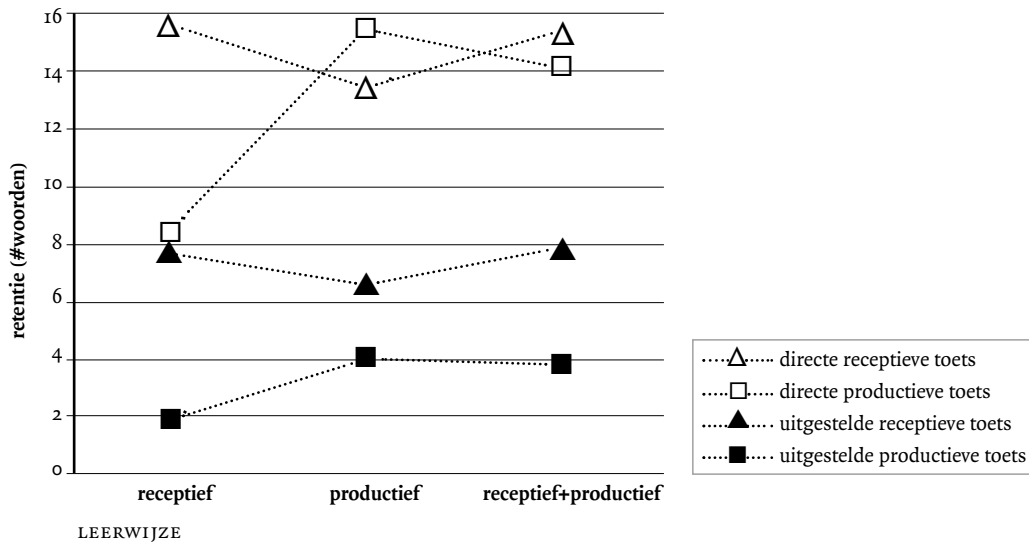 16
14
12
10
8
6
4
2
0
retentie (#woorden)
receptief
productief
receptief+productief
LEERWIJZE
directe receptieve toets
directe productieve toets
uitgestelde receptieve toets
uitgestelde productieve toets